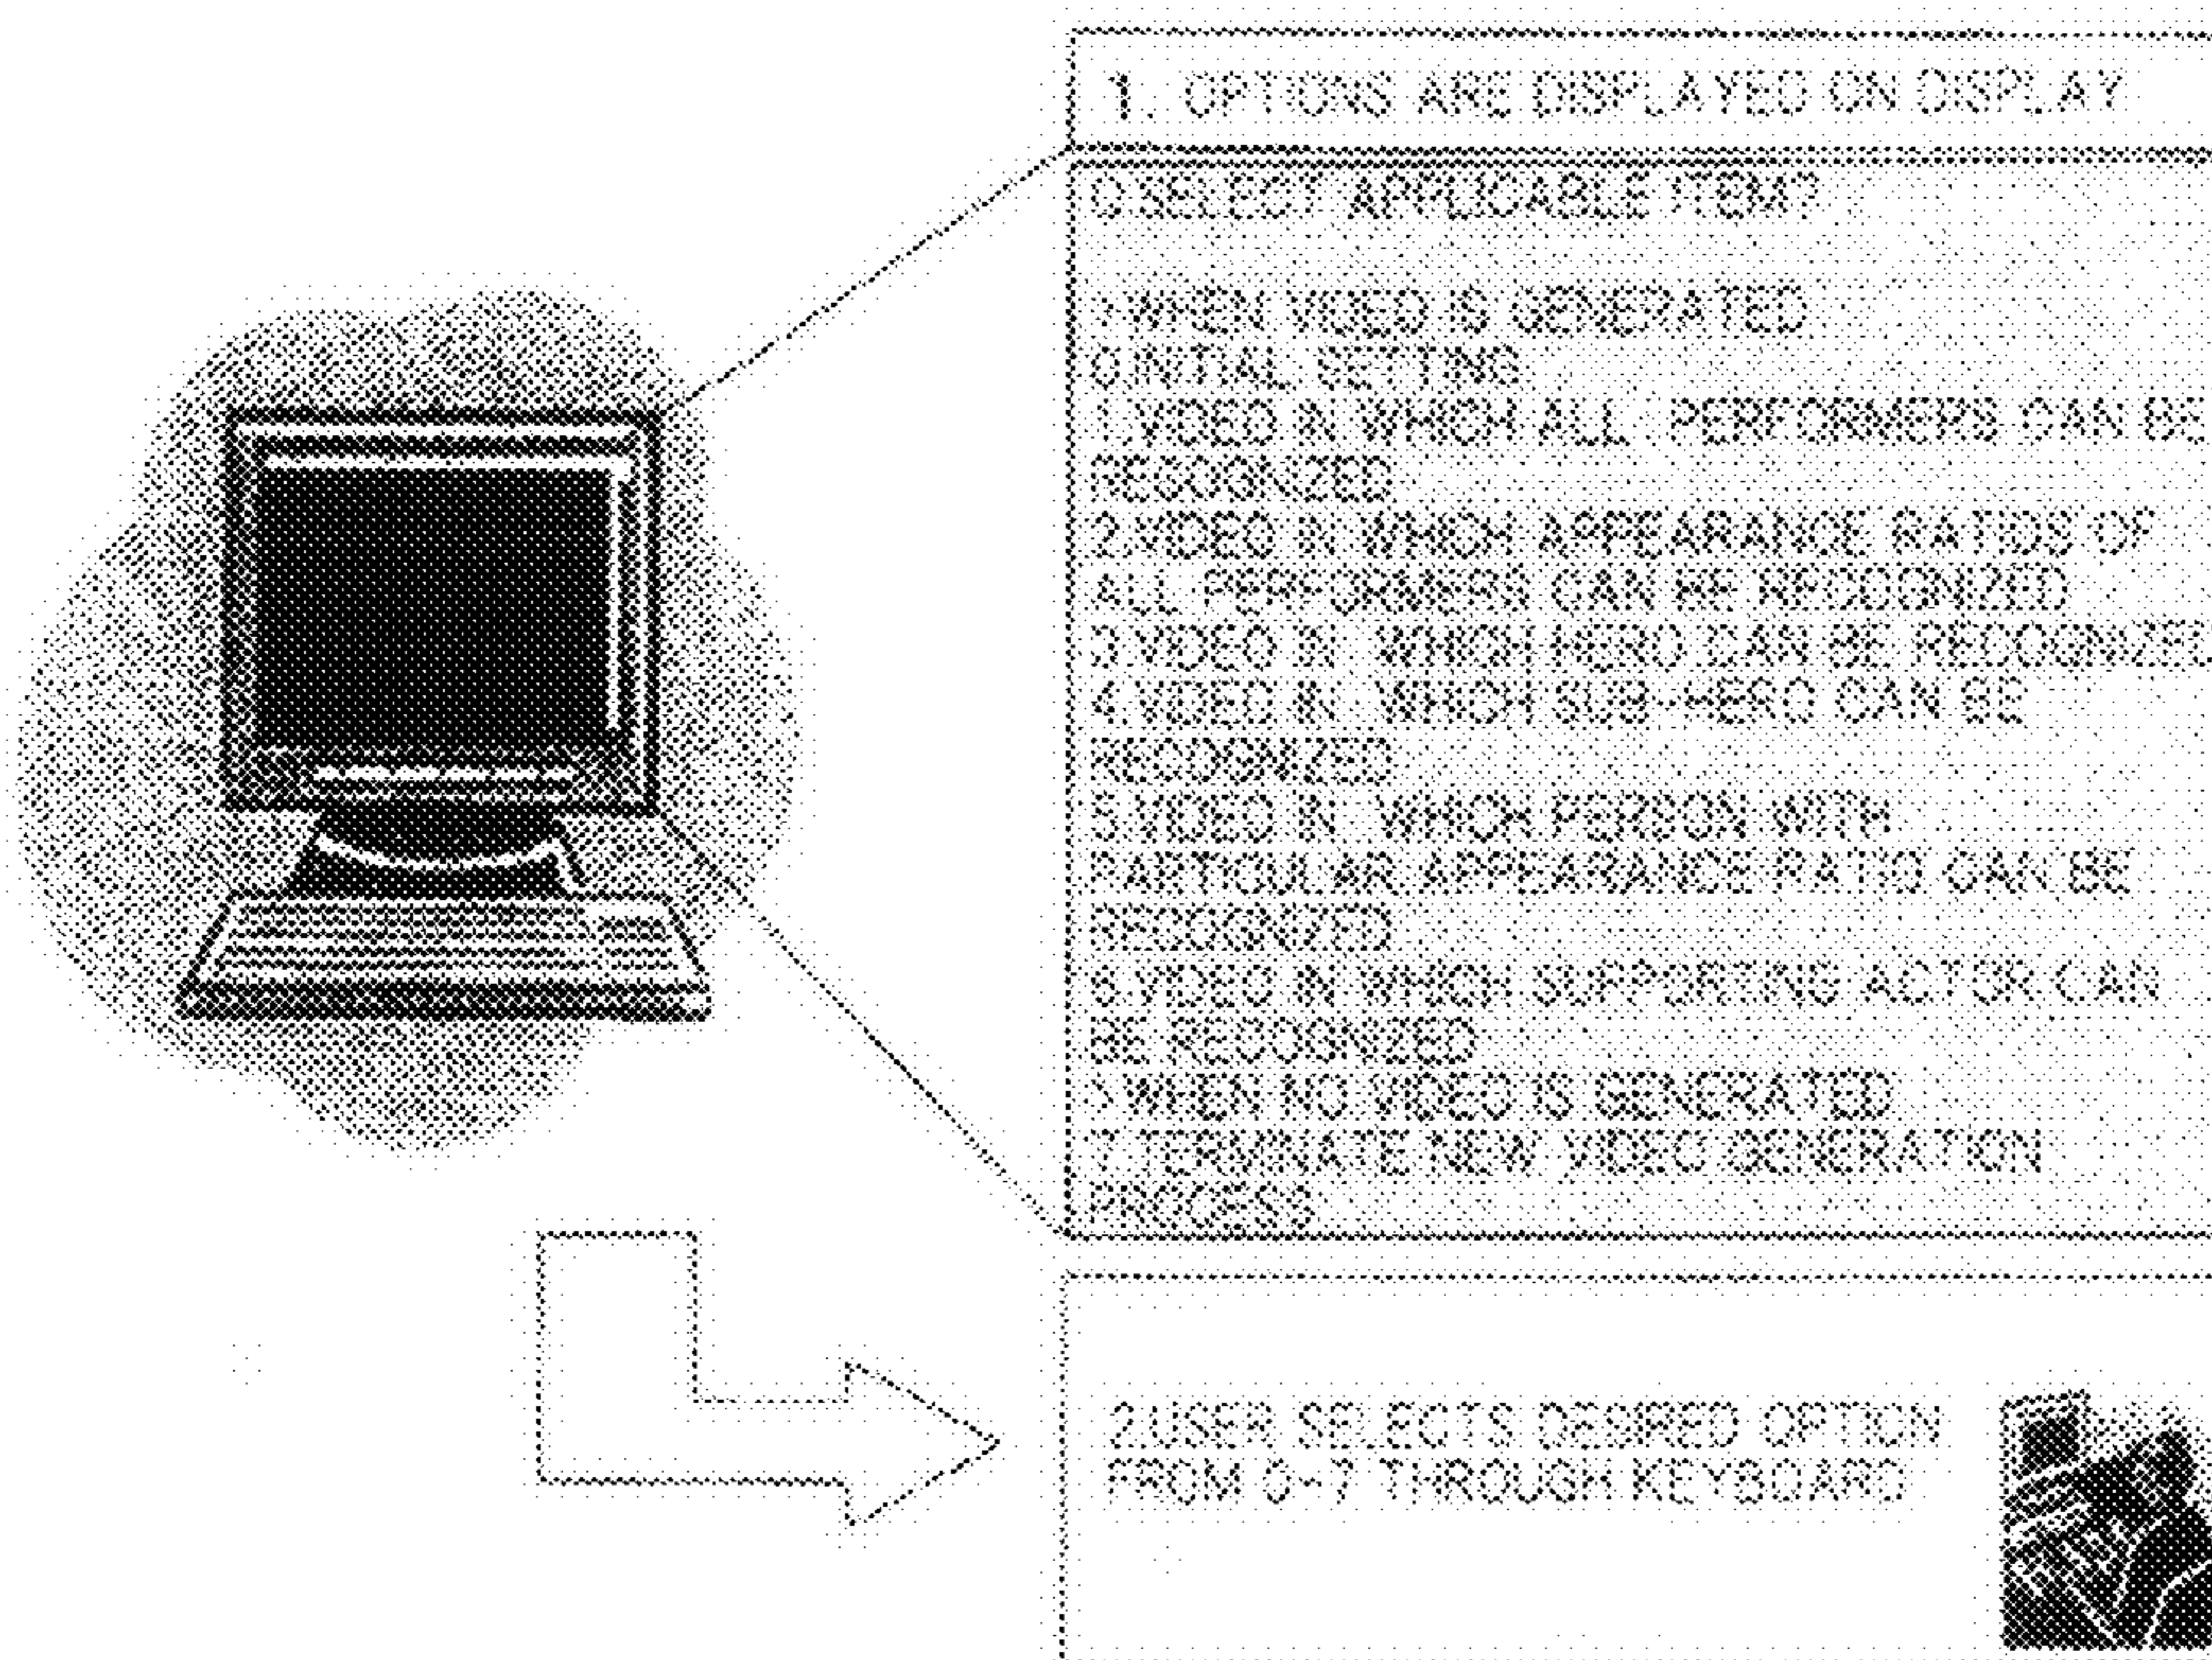 1. OPTIONS ARE DISPLAYED ON DISPLAY
SELECT APPLICABLE ITEM?
WHEN VIDEO IS GENERATED
0.INITIAL SETTING
1.VIDEO IN WHICH ALL PERFORMERS CAN BE
RECOGNIZED
2.VIDEO IN WHICH APPEARANCE RATIOS OF
ALL PERFORMERS CAN BE RECOGNIZED
3.VIDEO IN WHICH HERO CAN BE RECOGNIZED
4.VIDEO IN WHICH SUB-HERO CAN BE
RECOGNIZED
5.VIDEO IN WHICH PERSON WITH
PARTICULAR APPEARANCE RATIO CAN BE
RECOGNIZED
6.VIDEO IN WHICH SUPPORTING ACTOR CAN
BE RECOGNIZED
WHEN NO VIDEO IS GENERATED
7.TERMINATE NEW VIDEO GENERATION
PROCESS
2.USER SELECTS DESIRED OPTION
FROM 0-7 THROUGH KEYBOARD